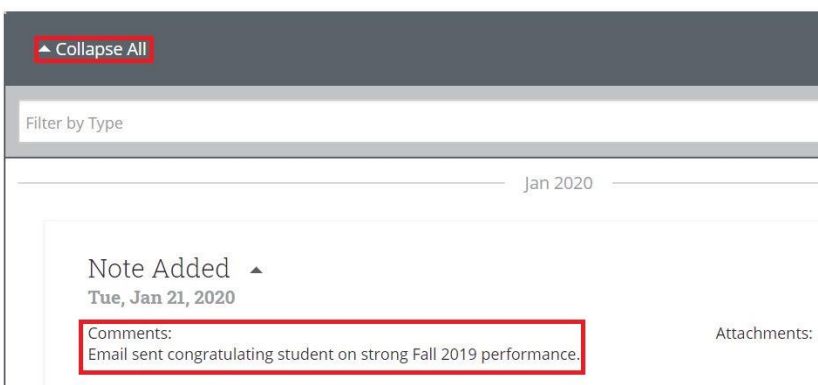 Collapse All
Filter by Type
Jan 2020
Note Added
Tue, Jan 21, 2020
Comments:
Attachments:
Email sent congratulating student on strong Fall 2019 performance.